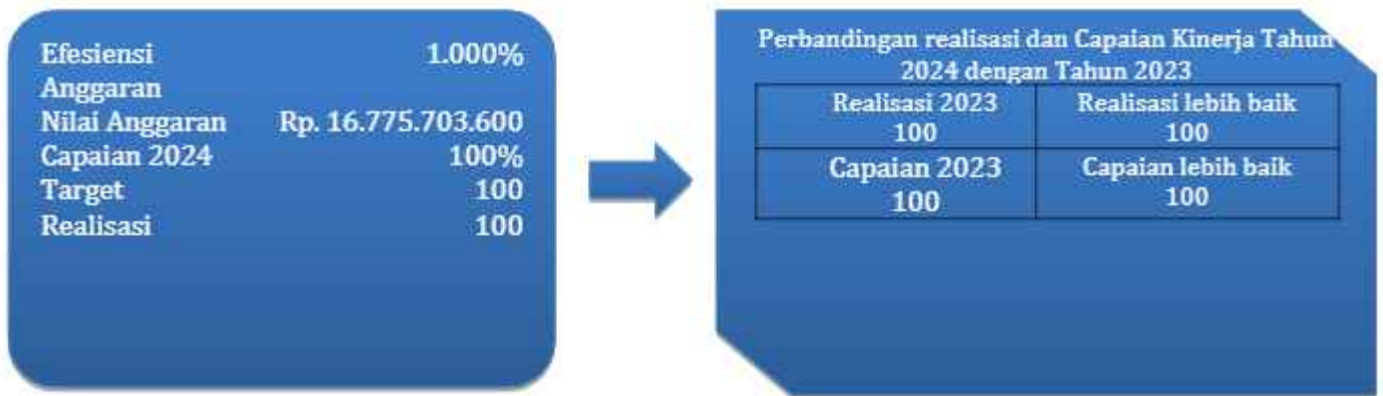 Efesiensi 1.000%
Anggaran
Nilai Anggaran Rp. 16.775.703.600
Capaian 2024 100%
Target 100
Realisasi 100
Perbandingan realisasi dan Capaian Kinerja Tahun
2024 dengan Tahun 2023
Realisasi 2023 Realisasi lebih baik
100 100
Capaian 2023 Capaian lebih baik
100 100